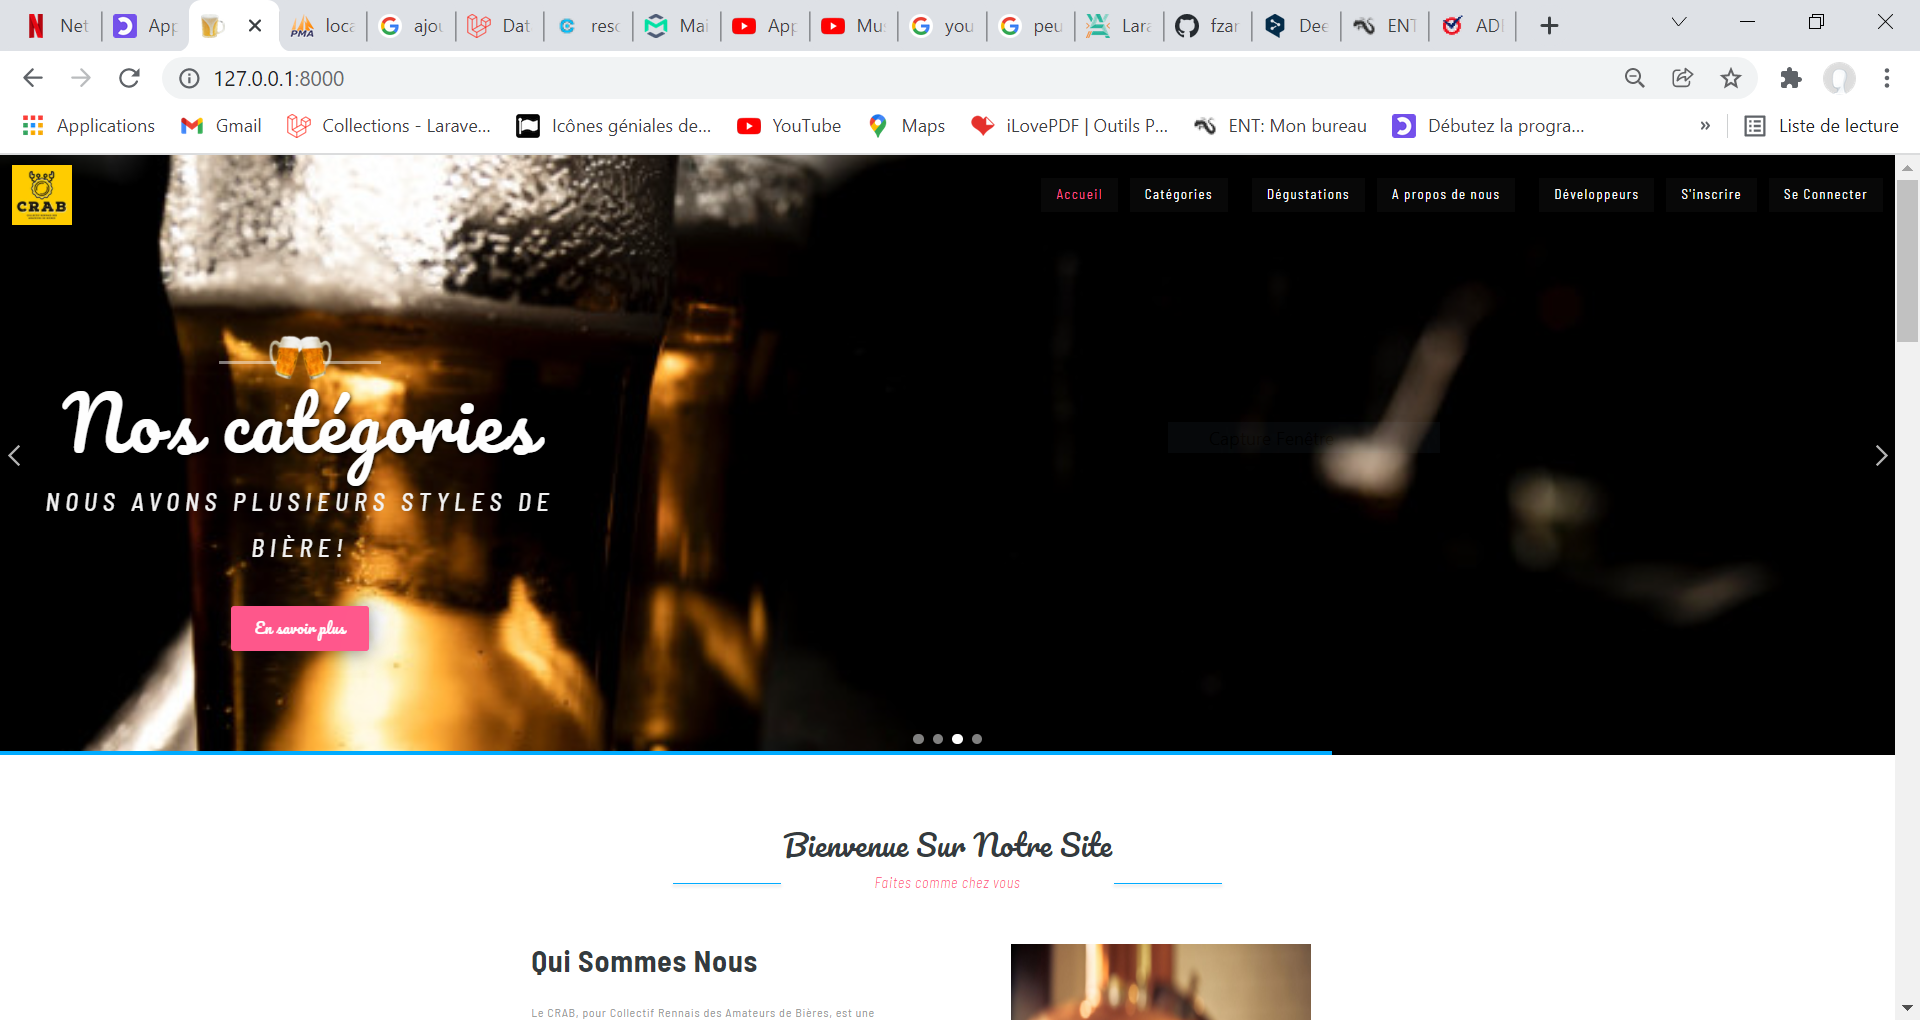 Net
App
loca
ajou
Dat
reso
Mai
App
Mus
you
peu
Lara
fzar
Dee
ENT
ADI
127.0.0.1:8000
Applications
Gmail
Collections - Larave...
Icônes géniales de...
YouTube
Maps
iLovePDF | Outils P...
ENT: Mon bureau
Débutez la progra...
»
Liste de lecture
CRAB
Accueil
Catégories
Dégustations
A propos de nous
Développeurs
S'inscrire
Se Connecter
Capture Fenêtre
Nos catégories
NOUS AVONS PLUSIEURS STYLES DE
BIÈRE!
En savoir plus
Bienvenue Sur Notre Site
Faites comme chez vous
Qui Sommes Nous
Le CRAB, pour Collectif Rennais des Amateurs de Bières, est une